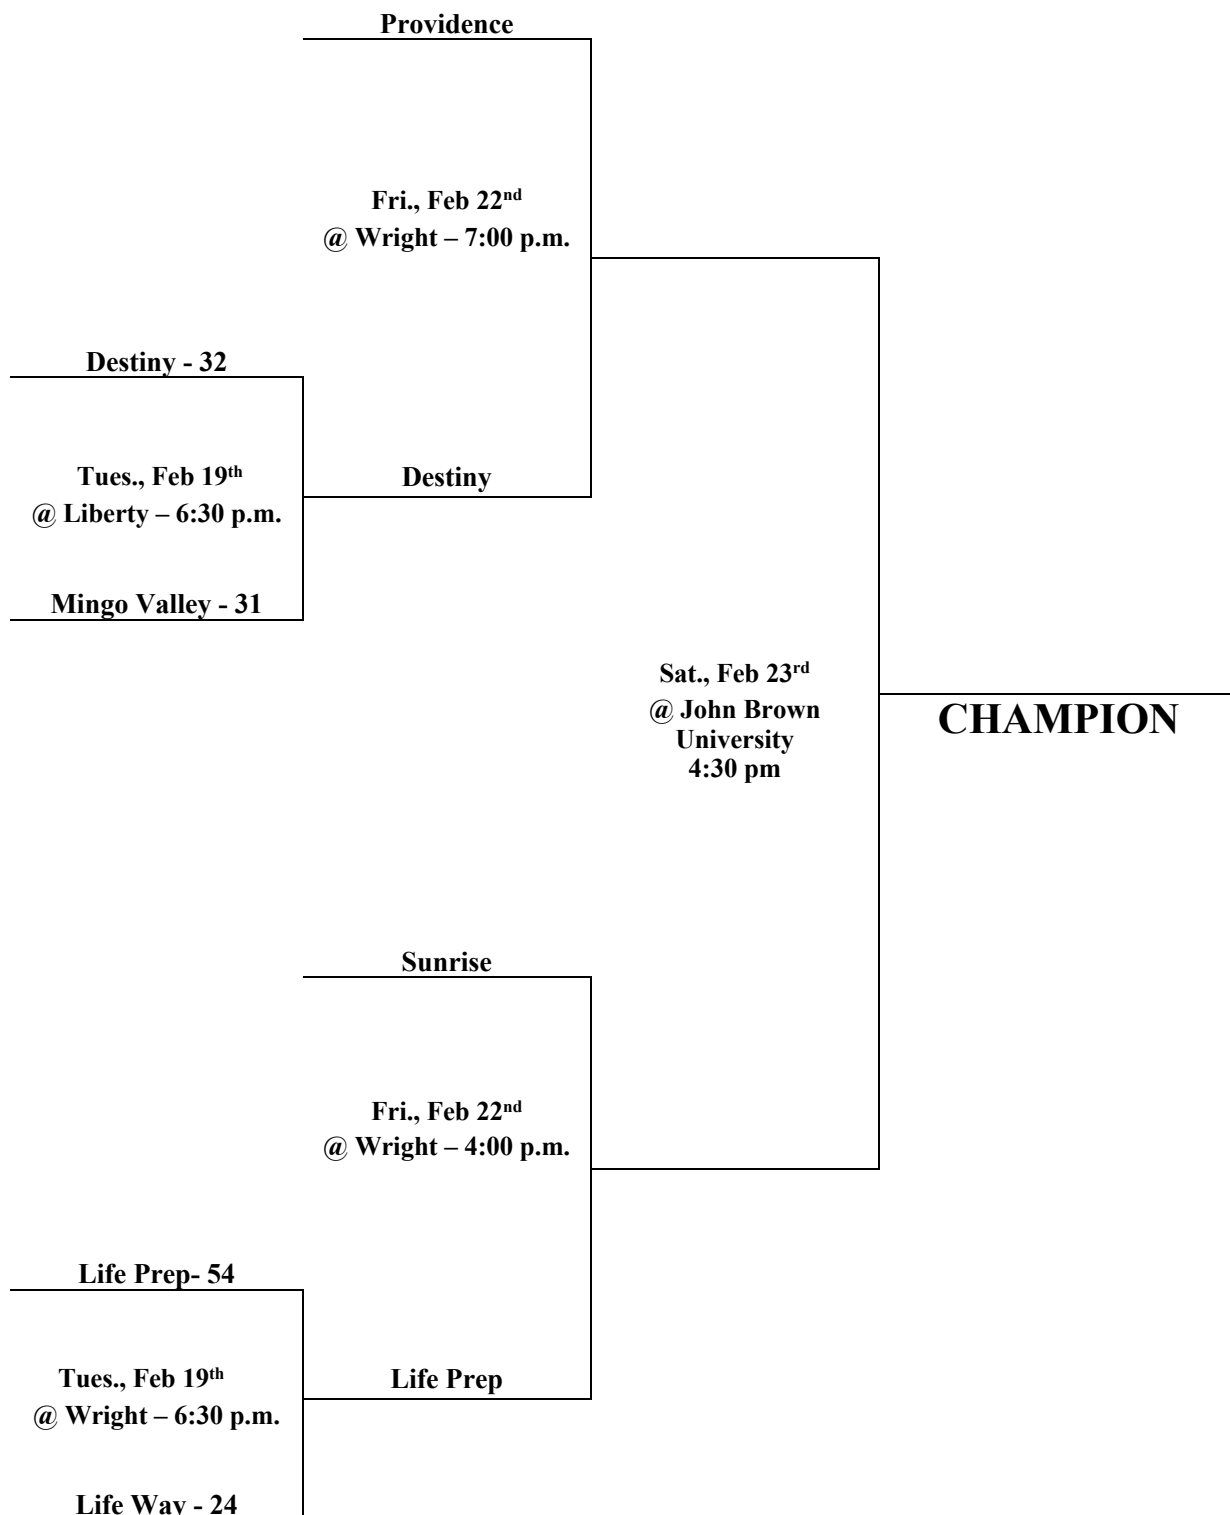 Providence
Fri., Feb 22nd
@ Wright – 7:00 p.m.
Destiny - 32
Tues., Feb 19th
@ Liberty – 6:30 p.m.
Destiny
Mingo Valley - 31
Sat., Feb 23rd
@ John Brown
University
4:30 pm
CHAMPION
Sunrise
Fri., Feb 22nd
@ Wright – 4:00 p.m.
Life Prep- 54
Tues., Feb 19th
@ Wright – 6:30 p.m.
Life Prep
Life Way - 24